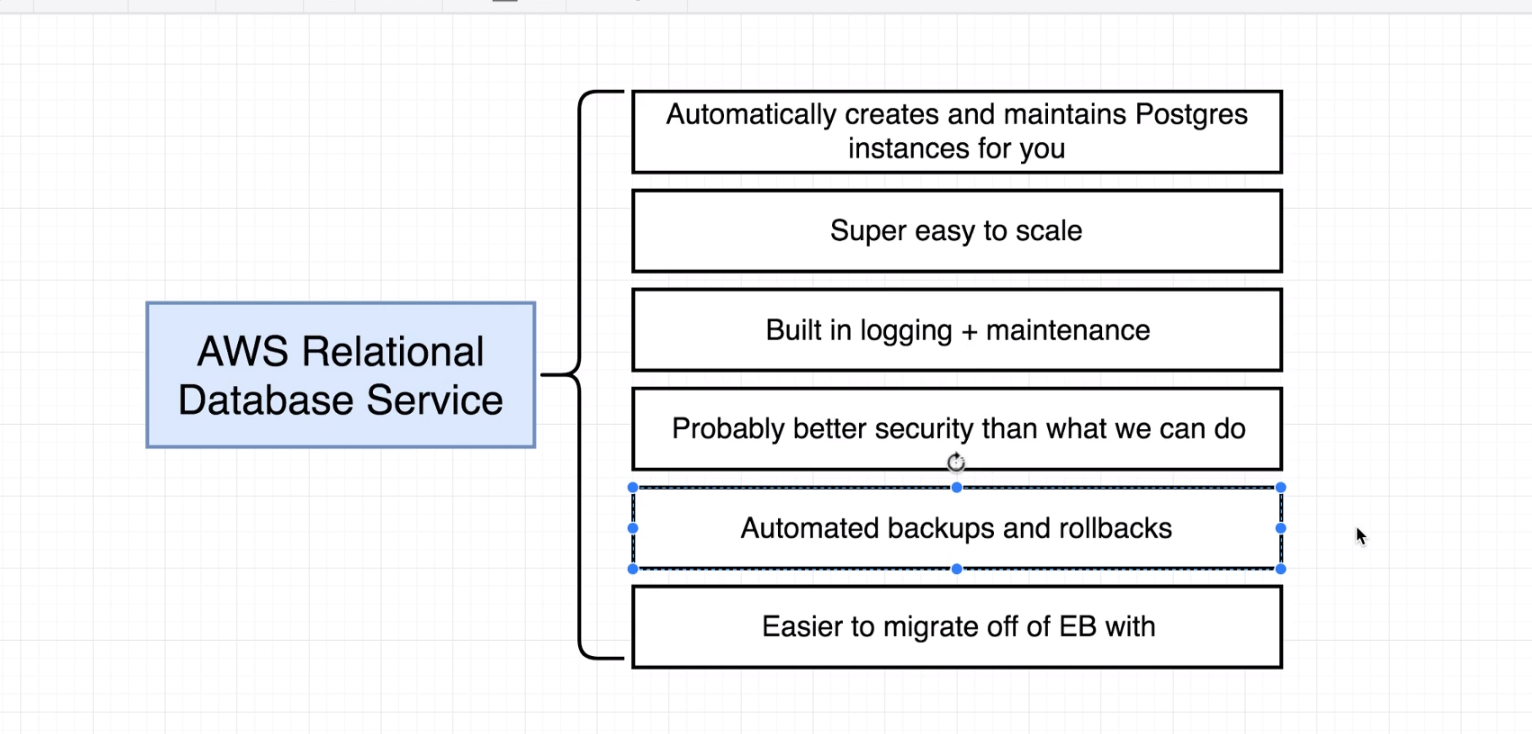 AWS Relational
Database Service
Automatically creates and maintains Postgres
instances for you
Super easy to scale
Built in logging + maintenance
Probably better security than what we can do
Automated backups and rollbacks
Easier to migrate off of EB with